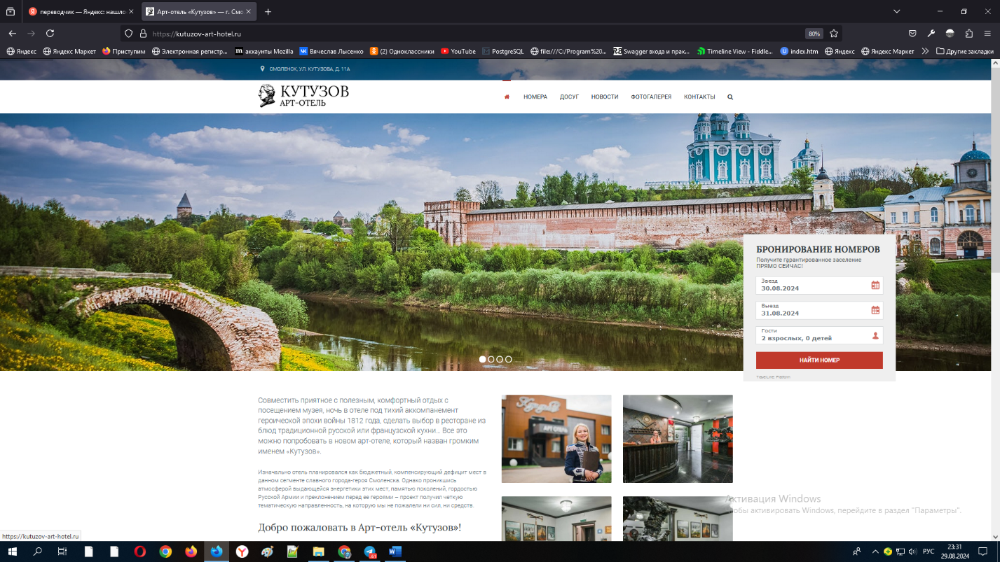 переводчик — Яндекс: нашло
Арт-отель «Кутузов» — г. Смо
https://kutuzov-art-hotel.ru
80%
Яндекс
Яндекс Маркет
Приступим
Электронная регистр...
аккаунты Mozilla
Вячеслав Лысенко
(2) Одноклассники
YouTube
PostgreSQL
file:///C:/Program%20...
Swagger входа и прак...
Timeline View - Fiddle...
index.htm
Яндекс
Яндекс Маркет
Другие закладки
СМОЛЕНСК, УЛ. КУТУЗОВА, Д. 11А
КУТУЗОВ
АРТ-ОТЕЛЬ
НОМЕРА
ДОСУГ
НОВОСТИ
ФОТОГАЛЕРЕЯ
КОНТАКТЫ
БРОНИРОВАНИЕ НОМЕРОВ
Получите гарантированное заселение
ПРЯМО СЕЙЧАС!
Заезд
30.08.2024
Выезд
31.08.2024
Гости
2 взрослых, 0 детей
НАЙТИ НОМЕР
TravelLine: Platform
Совместить приятное с полезным, комфортный отдых с
посещением музея, ночь в отеле под тихий аккомпанемент
героической эпохи войны 1812 года, сделать выбор в ресторане из
блюд традиционной русской или французской кухни... Все это
можно попробовать в новом арт-отеле, который назван громким
именем «Кутузов».
Изначально отель планировался как бюджетный, компенсирующий дефицит мест в
данном сегменте славного города-героя Смоленска. Однако проникшись
атмосферой выдающейся энергетики этих мест, памятью поколений, гордостью
Русской Армии и преклонением перед ее героями – проект получил четкую
тематическую направленность, на которую мы не пожалели ни сил, ни средств.
Добро пожаловать в Арт-отель «Кутузов»!
Кутузов
АРТ ОТЕЛЬ
Активация Windows
Чтобы активировать Windows, перейдите в раздел "Параметры".
https://kutuzov-art-hotel.ru
61
РУС
23:31
29.08.2024